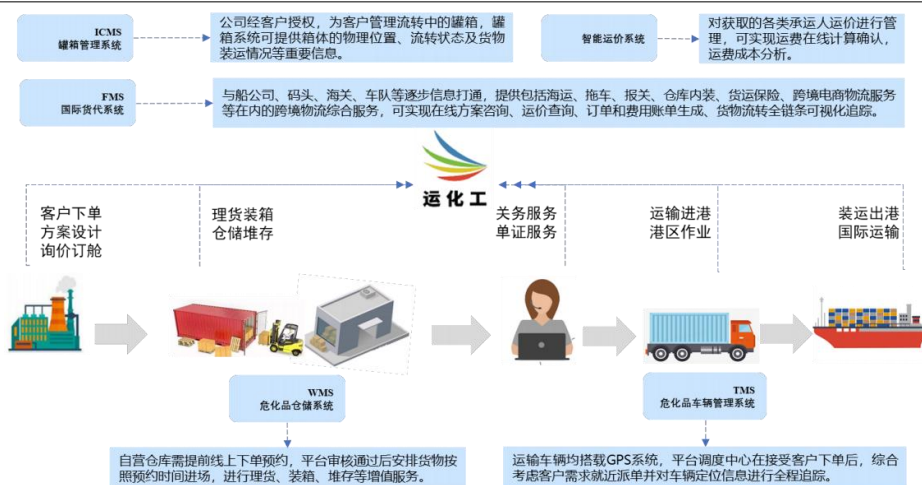 ICMS
罐箱管理系统
公司经客户授权，为客户管理流转中的罐箱，罐
箱系统可提供箱体的物理位置、流转状态及货物
装运情况等重要信息。
智能运价系统
对获取的各类承运人运价进行管
理，可实现运费在线计算确认，
运费成本分析。
FMS
国际货代系统
与船公司、码头、海关、车队等逐步信息打通，提供包括海运、拖车、报关、仓库内装、货运保险、跨境电商物流服务
等在内的跨境物流综合服务，可实现在线方案咨询、运价查询、订单和费用账单生成、货物流转全链条可视化追踪。
运化工
客户下单
方案设计
询价订舱
理货装箱
仓储堆存
关务服务
单证服务
运输进港
港区作业
装运出港
国际运输
WMS
危化品仓储系统
TMS
危化品车辆管理系统
自营仓库需提前线上下单预约，平台审核通过后安排货物按
照预约时间进场，进行理货、装箱、堆存等增值服务。
运输车辆均搭载GPS系统，平台调度中心在接受客户下单后，综合
考虑客户需求就近派单并对车辆定位信息进行全程追踪。